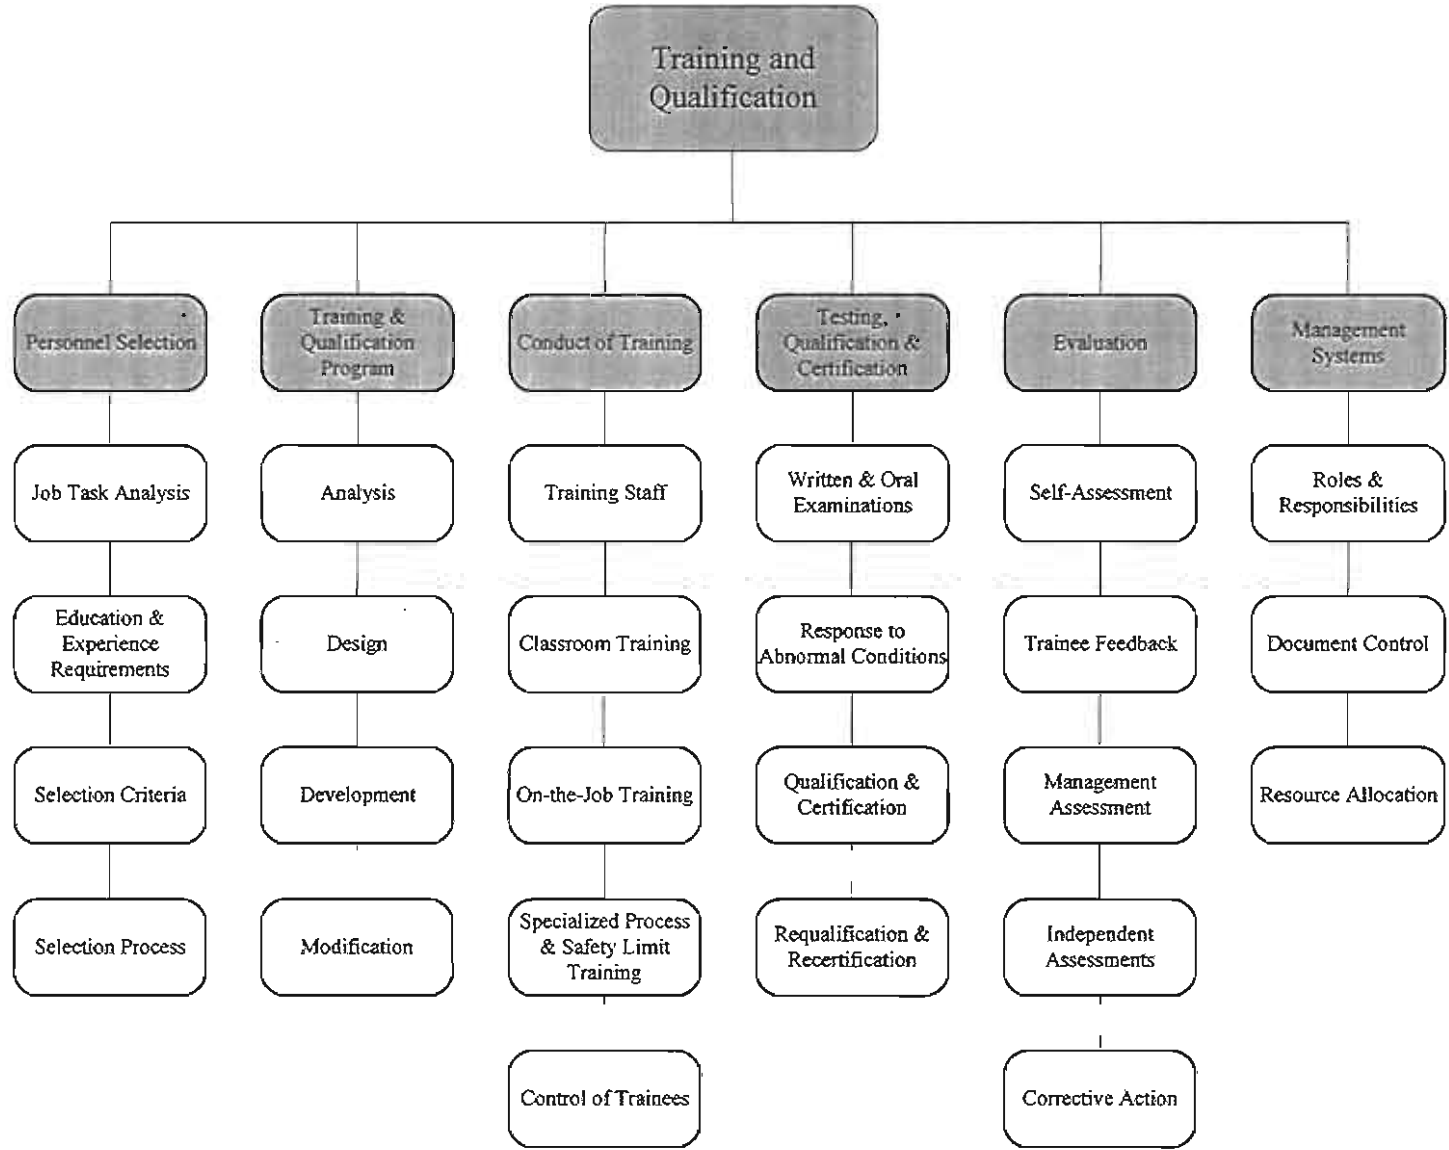 Training and
Qualification
Personnel Selection
Training &
Qualification
Program
Conduct of Training
Testing,
Qualification &
Certification
Evaluation
Management
Systems
Job Task Analysis
Analysis
Training Staff
Written & Oral
Examinations
Self-Assessment
Roles &
Responsibilities
Education &
Experience
Requirements
Design
Classroom Training
Response to
Abnormal Conditions
Trainee Feedback
Document Control
Selection Criteria
Development
On-the-Job Training
Qualification &
Certification
Management
Assessment
Resource Allocation
Selection Process
Modification
Specialized Process
& Safety Limit
Training
Requalification &
Recertification
Independent
Assessments
Control of Trainees
Corrective Action